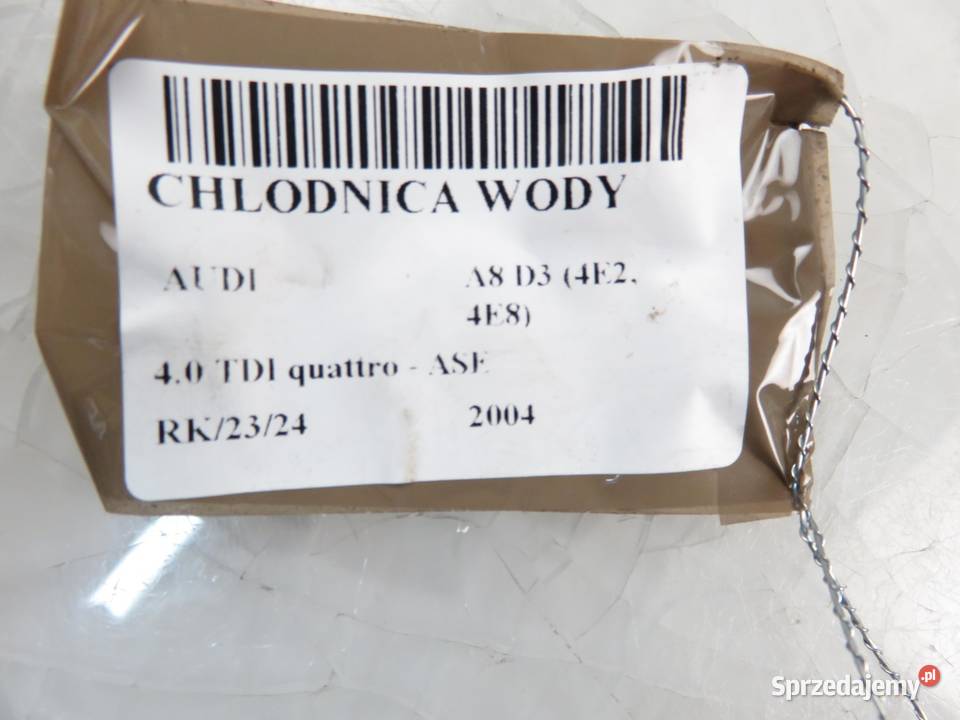 CHLODNICA WODY
AUDI
A8 D3 (4E2,
4E8)
4.0 TDI quattro - ASE
RK/23/24
2004
Sprzedajemy.pl